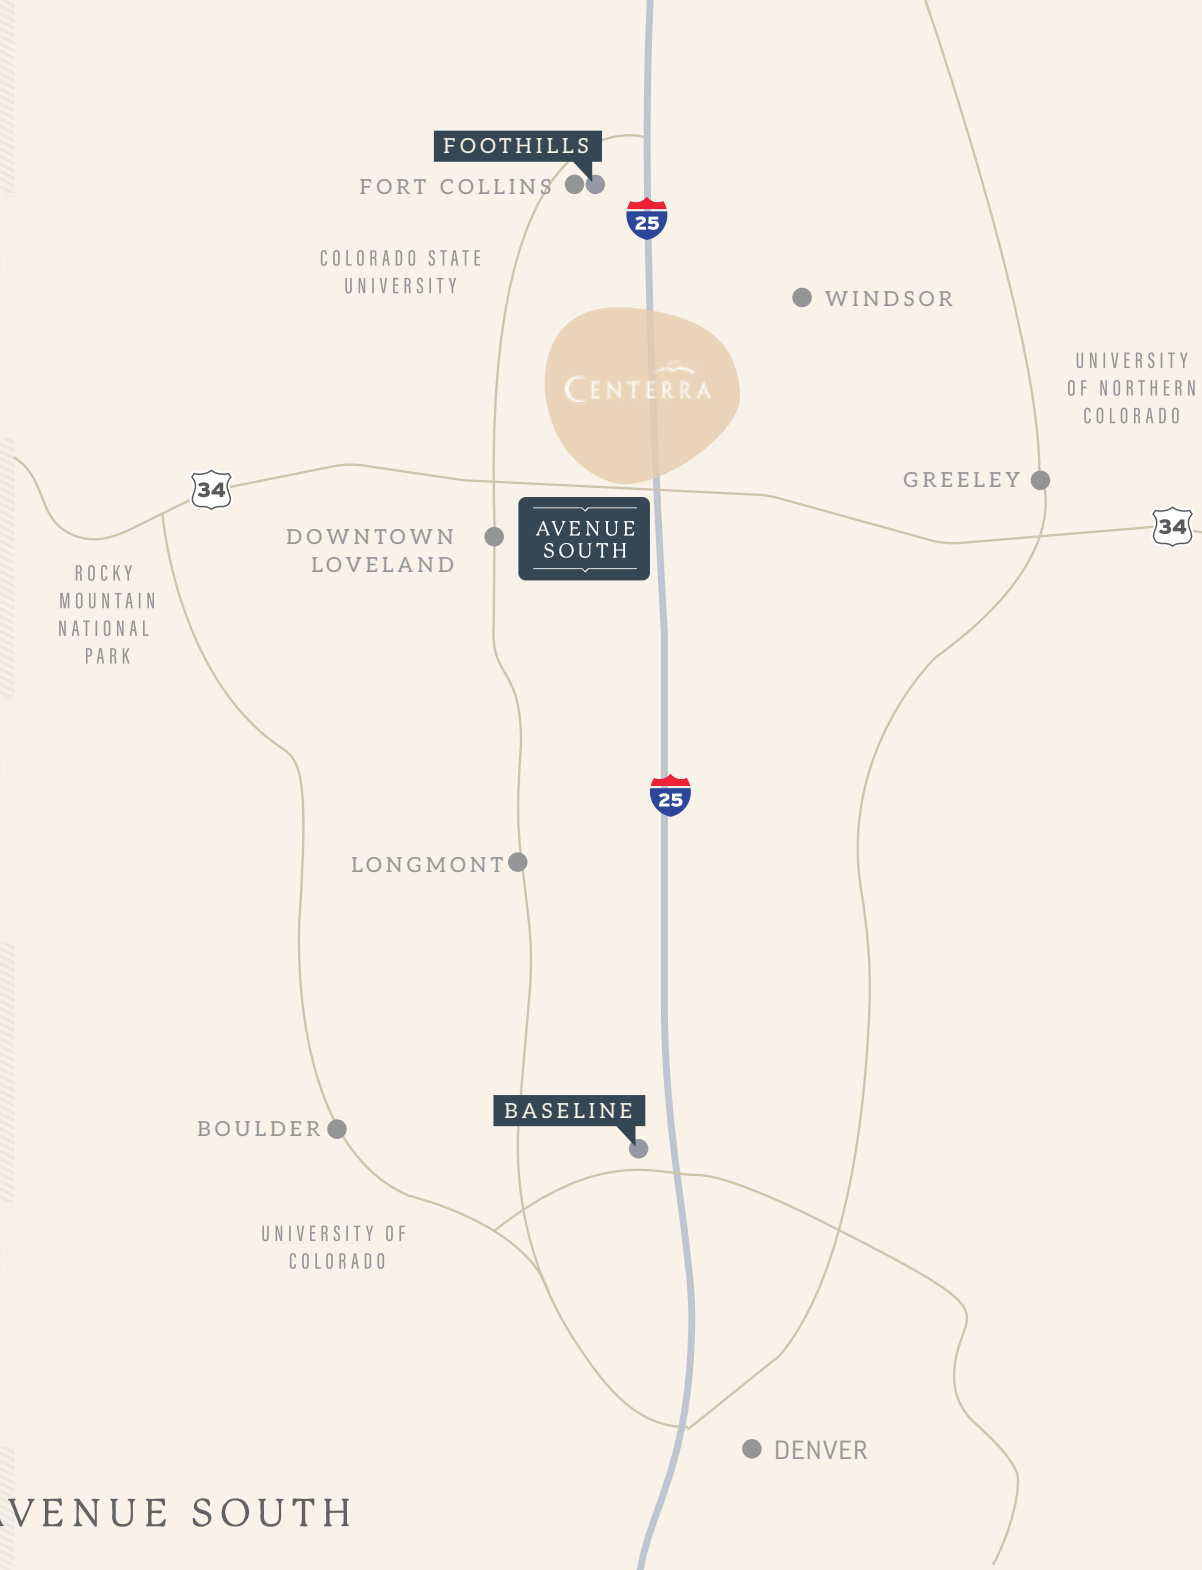 FOOTHILLS
FORT COLLINS
25
COLORADO STATE
UNIVERSITY
WINDSOR
CENTERRA
UNIVERSITY
OF NORTHERN
COLORADO
34
GREELEY
AVENUE
SOUTH
34
DOWNTOWN
LOVELAND
ROCKY
MOUNTAIN
NATIONAL
PARK
25
LONGMONT
BASELINE
BOULDER
UNIVERSITY OF
COLORADO
DENVER
AVENUE SOUTH